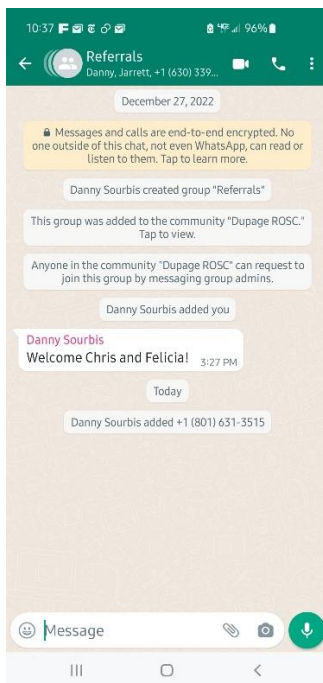 10:37 96%
Referrals
Danny, Jarrett, +1 (630) 339...
December 27, 2022
Messages and calls are end-to-end encrypted. No
one outside of this chat, not even WhatsApp, can read or
listen to them. Tap to learn more.
Danny Sourbis created group "Referrals"
This group was added to the community "Dupage ROSC."
Tap to view.
Anyone in the community "Dupage ROSC" can request to
join this group by messaging group admins.
Danny Sourbis added you
Danny Sourbis
Welcome Chris and Felicia! 3:27 PM
Today
Danny Sourbis added +1 (801) 631-3515
Message